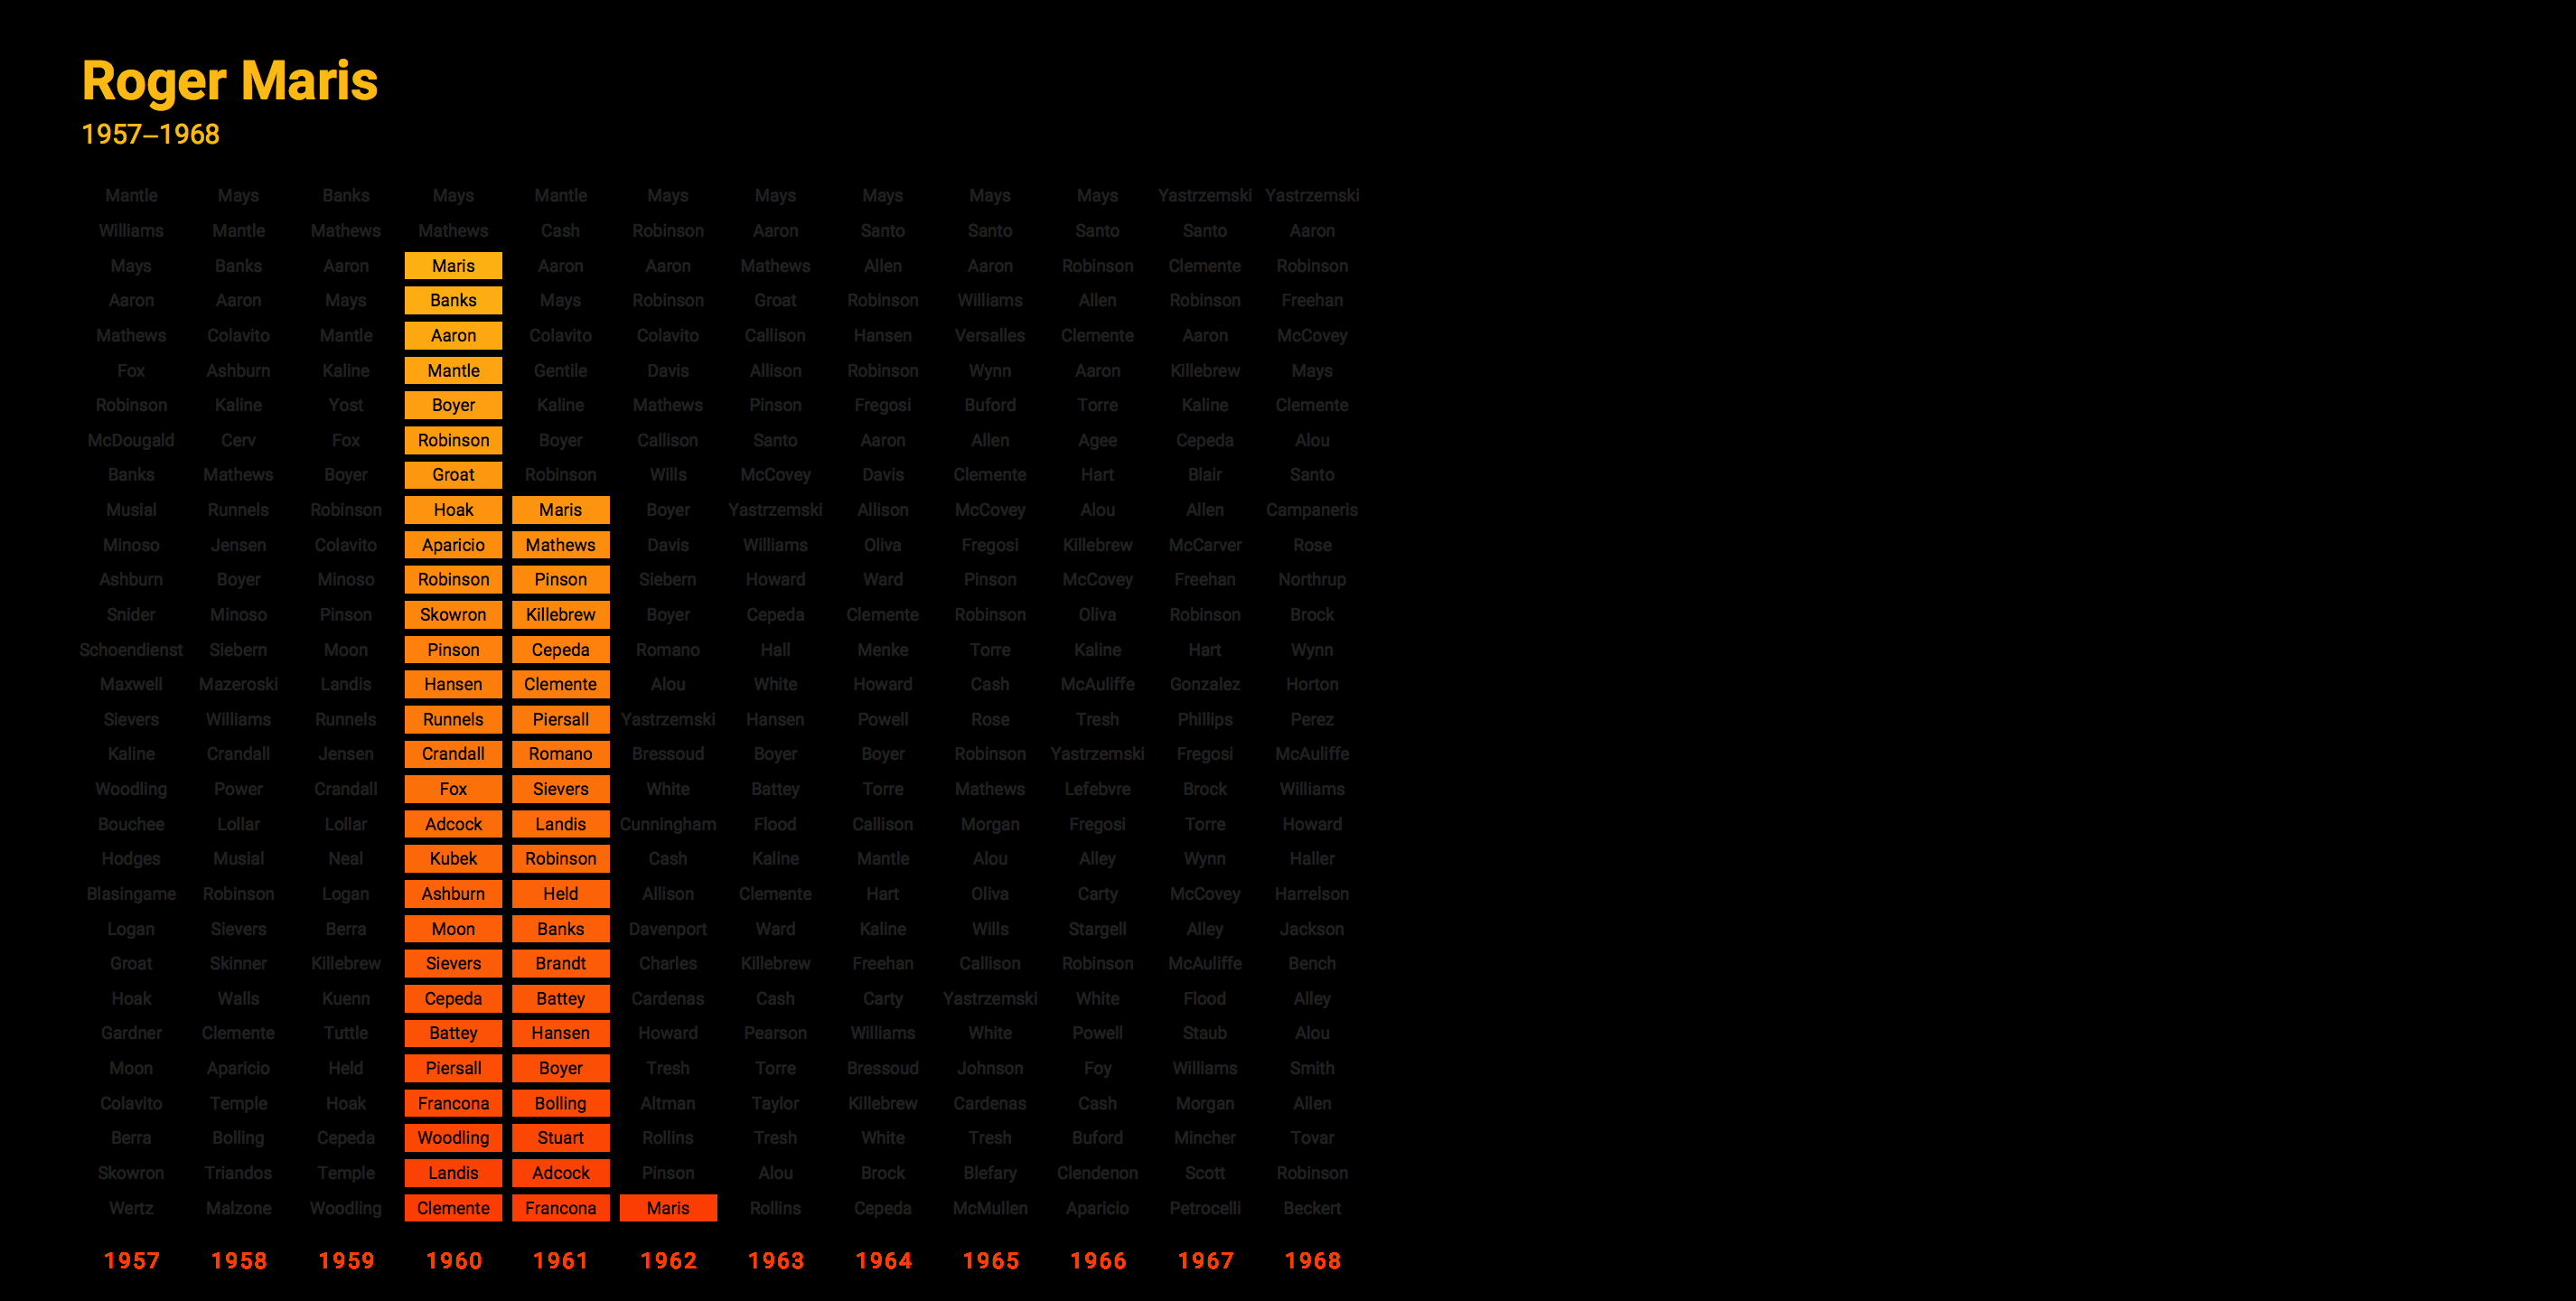 Roger Maris
1957–1968
Mantle Mays Banks Mays Mantle Mays Mays Mays Mays Mays Yastrzemski Yastrzemski
Williams Mantle Mathews Mathews Cash Robinson Aaron Santo Santo Santo Santo Aaron
Mays Banks Aaron Maris Aaron Aaron Mathews Allen Aaron Robinson Clemente Robinson
Aaron Aaron Mays Banks Mays Robinson Groat Robinson Williams Allen Robinson Freehan
Mathews Colavito Mantle Aaron Colavito Colavito Callison Hansen Versalles Clemente Aaron McCovey
Fox Ashburn Kaline Mantle Gentile Davis Allison Robinson Wynn Aaron Killebrew Mays
Robinson Kaline Yost Boyer Kaline Mathews Pinson Fregosi Buford Torre Kaline Clemente
McDougald Cerv Fox Robinson Boyer Callison Santo Aaron Allen Agee Cepeda Alou
Banks Mathews Boyer Groat Robinson Wills McCovey Davis Clemente Hart Blair Santo
Musial Runnels Robinson Hoak Maris Boyer Yastrzemski Allison McCovey Alou Allen Campaneris
Minoso Jensen Colavito Aparicio Mathews Davis Williams Oliva Fregosi Killebrew McCarver Rose
Ashburn Boyer Minoso Robinson Pinson Siebern Howard Ward Pinson McCovey Freehan Northrup
Snider Minoso Pinson Skowron Killebrew Boyer Cepeda Clemente Robinson Oliva Robinson Brock
Schoendienst Siebern Moon Pinson Cepeda Romano Hall Menke Torre Kaline Hart Wynn
Maxwell Mazeroski Landis Hansen Clemente Alou White Howard Cash McAuliffe Gonzalez Horton
Sievers Williams Runnels Runnels Piersall Yastrzemski Hansen Powell Rose Tresh Phillips Perez
Kaline Crandall Jensen Crandall Romano Bressoud Boyer Boyer Robinson Yastrzemski Fregosi McAuliffe
Woodling Power Crandall Fox Sievers White Battey Torre Mathews Lefebvre Brock Williams
Bouchee Lollar Lollar Adcock Landis Cunningham Flood Callison Morgan Fregosi Torre Howard
Hodges Musial Neal Kubek Robinson Cash Kaline Mantle Alou Alley Wynn Haller
Blasingame Robinson Logan Ashburn Held Allison Clemente Hart Oliva Carty McCovey Harrelson
Logan Sievers Berra Moon Banks Davenport Ward Kaline Wills Stargell Alley Jackson
Groat Skinner Killebrew Sievers Brandt Charles Killebrew Freehan Callison Robinson McAuliffe Bench
Hoak Walls Kuenn Cepeda Battey Cardenas Cash Carty Yastrzemski White Flood Alley
Gardner Clemente Tuttle Battey Hansen Howard Pearson Williams White Powell Staub Alou
Moon Aparicio Held Piersall Boyer Tresh Torre Bressoud Johnson Foy Williams Smith
Colavito Temple Hoak Francona Bolling Altman Taylor Killebrew Cardenas Cash Morgan Allen
Berra Bolling Cepeda Woodling Stuart Rollins Tresh White Tresh Buford Mincher Tovar
Skowron Triandos Temple Landis Adcock Pinson Alou Brock Blefary Clendenon Scott Robinson
Wertz Malzone Woodling Clemente Francona Maris Rollins Cepeda McMullen Aparicio Petrocelli Beckert
1957 1958 1959 1960 1961 1962 1963 1964 1965 1966 1967 1968